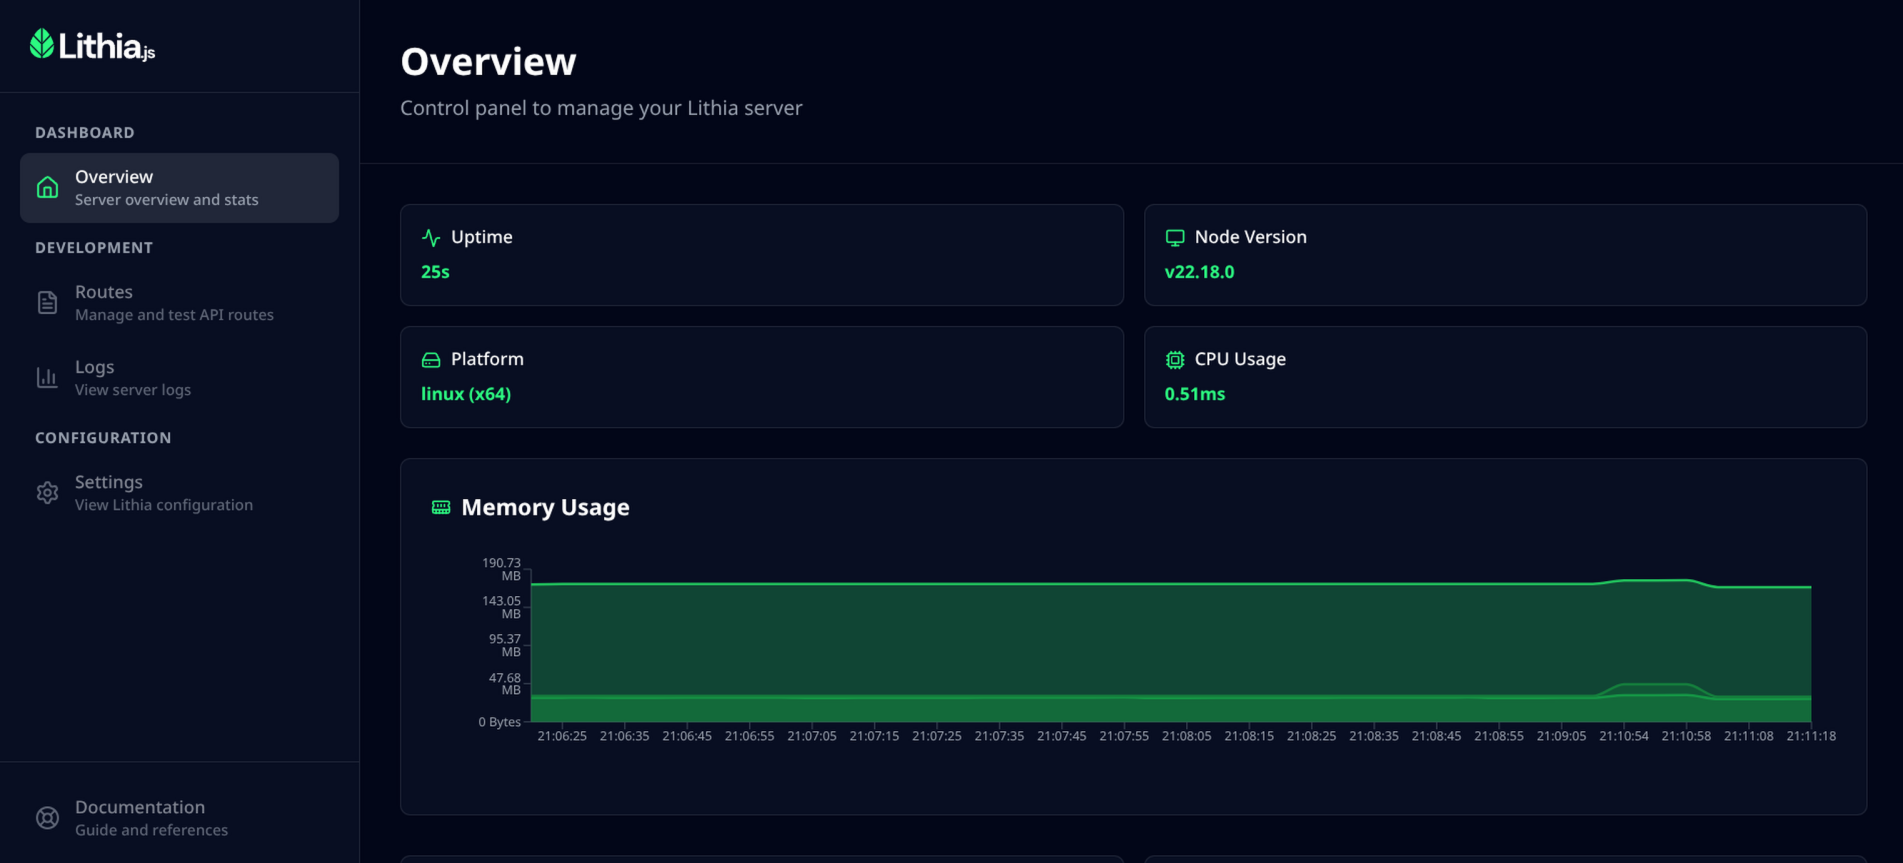 Lithia.js
DASHBOARD
Overview
Server overview and stats
DEVELOPMENT
Routes
Manage and test API routes
Logs
View server logs
CONFIGURATION
Settings
View Lithia configuration
Documentation
Guide and references
Overview
Control panel to manage your Lithia server
Uptime
25s
Node Version
v22.18.0
Platform
linux (x64)
CPU Usage
0.51ms
Memory Usage
190.73
MB
143.05
MB
95.37
MB
47.68
MB
0 Bytes
21:06:25 21:06:35 21:06:45 21:06:55 21:07:05 21:07:15 21:07:25 21:07:35 21:07:45 21:07:55 21:08:05 21:08:15 21:08:25 21:08:35 21:08:45 21:08:55 21:09:05 21:10:54 21:10:58 21:11:08 21:11:18